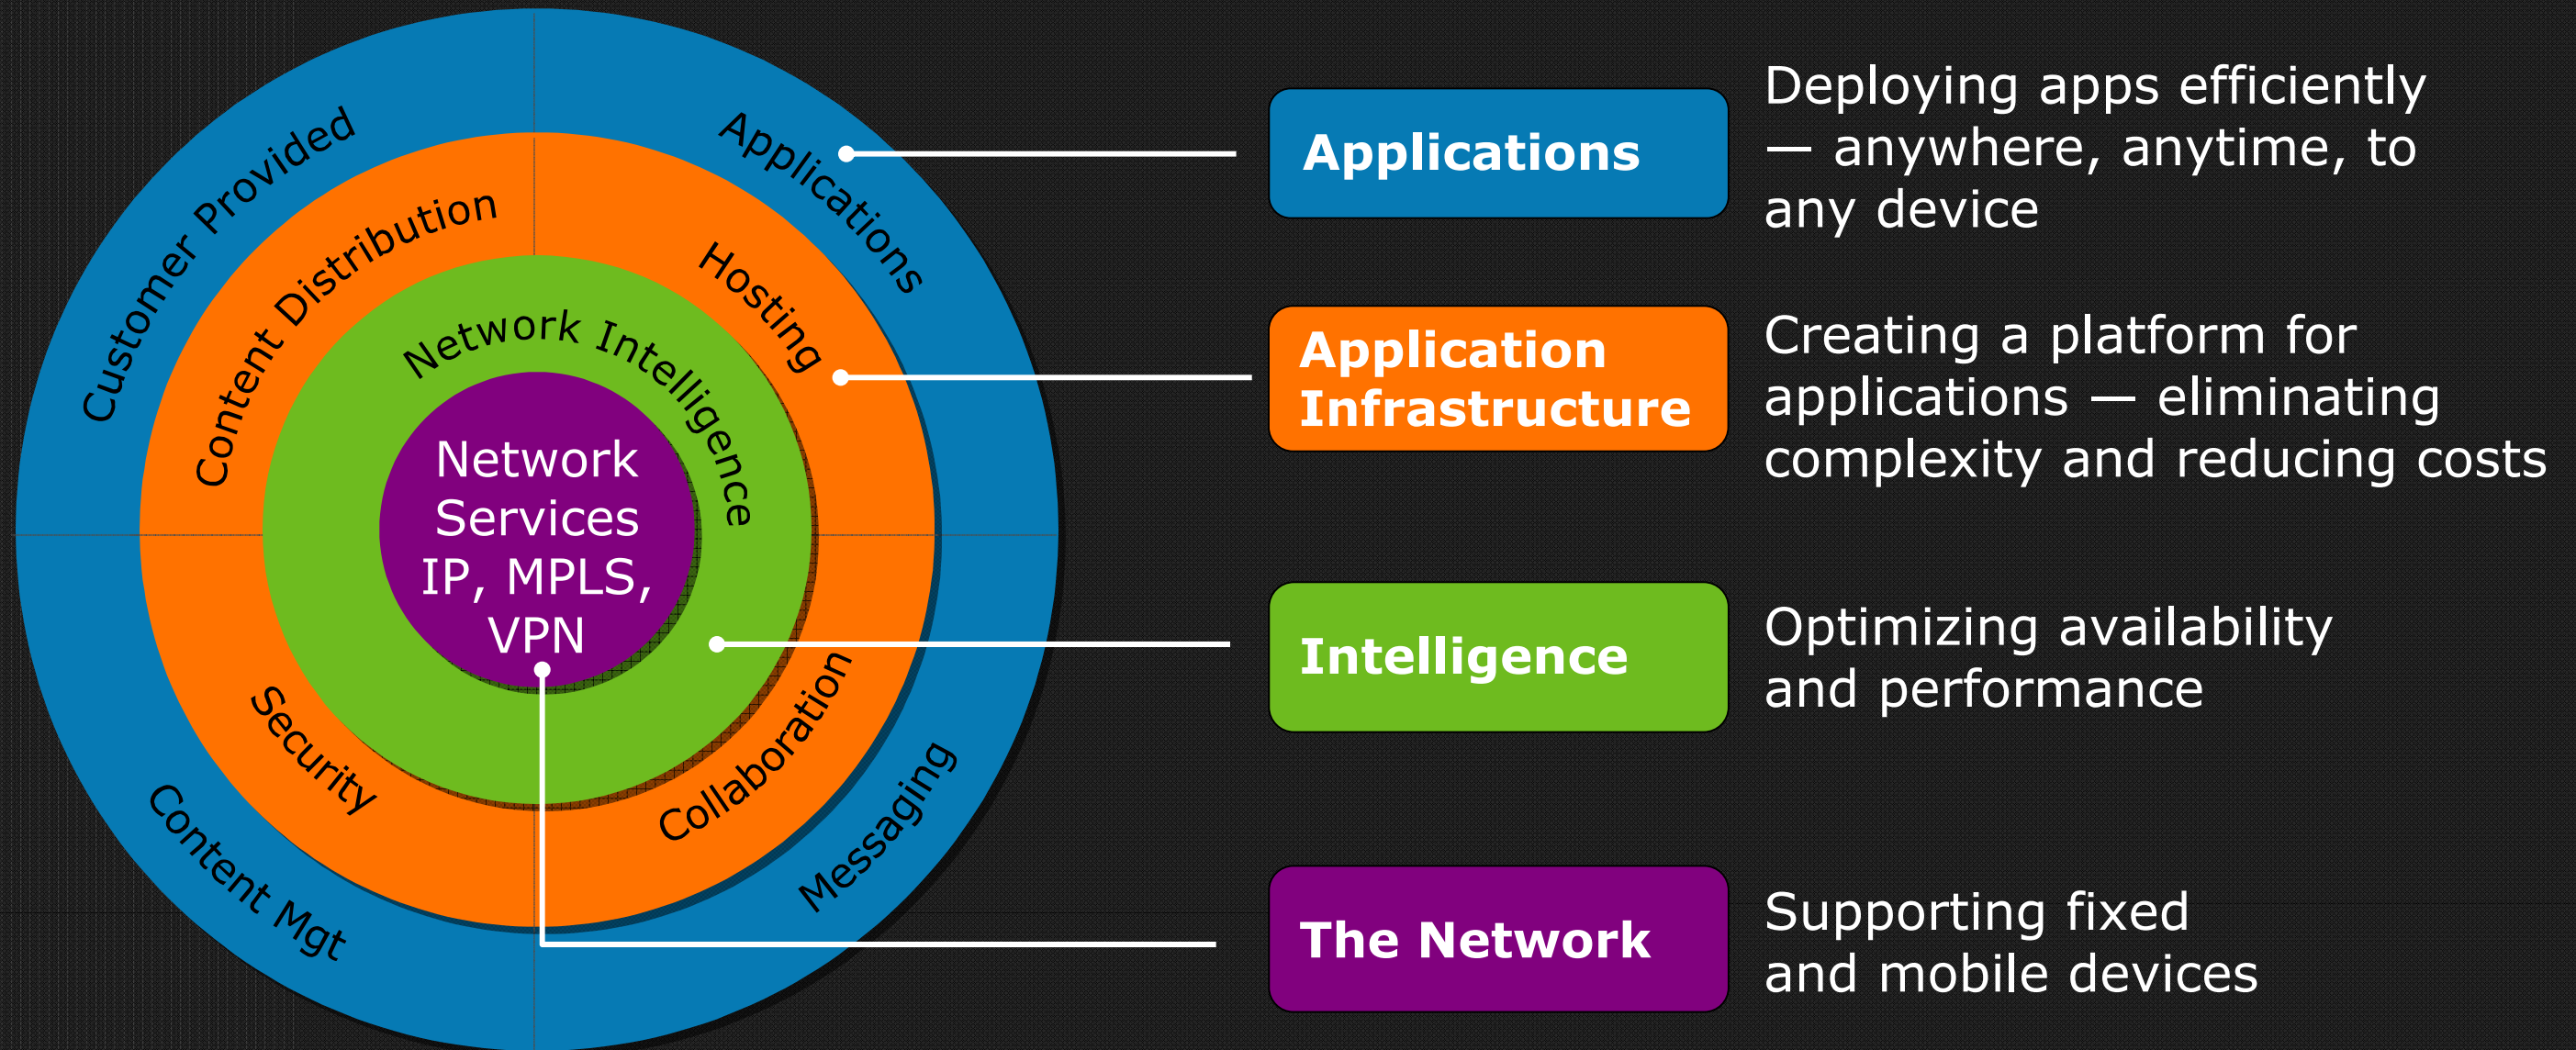 Customer Provided
Applications
Content Distribution
Hosting
Network Intelligence
Network
Services
IP, MPLS,
VPN
Security
Collaboration
Content Mgt
Messaging
Applications
Deploying apps efficiently
— anywhere, anytime, to
any device
Application
Infrastructure
Creating a platform for
applications — eliminating
complexity and reducing costs
Intelligence
Optimizing availability
and performance
The Network
Supporting fixed
and mobile devices